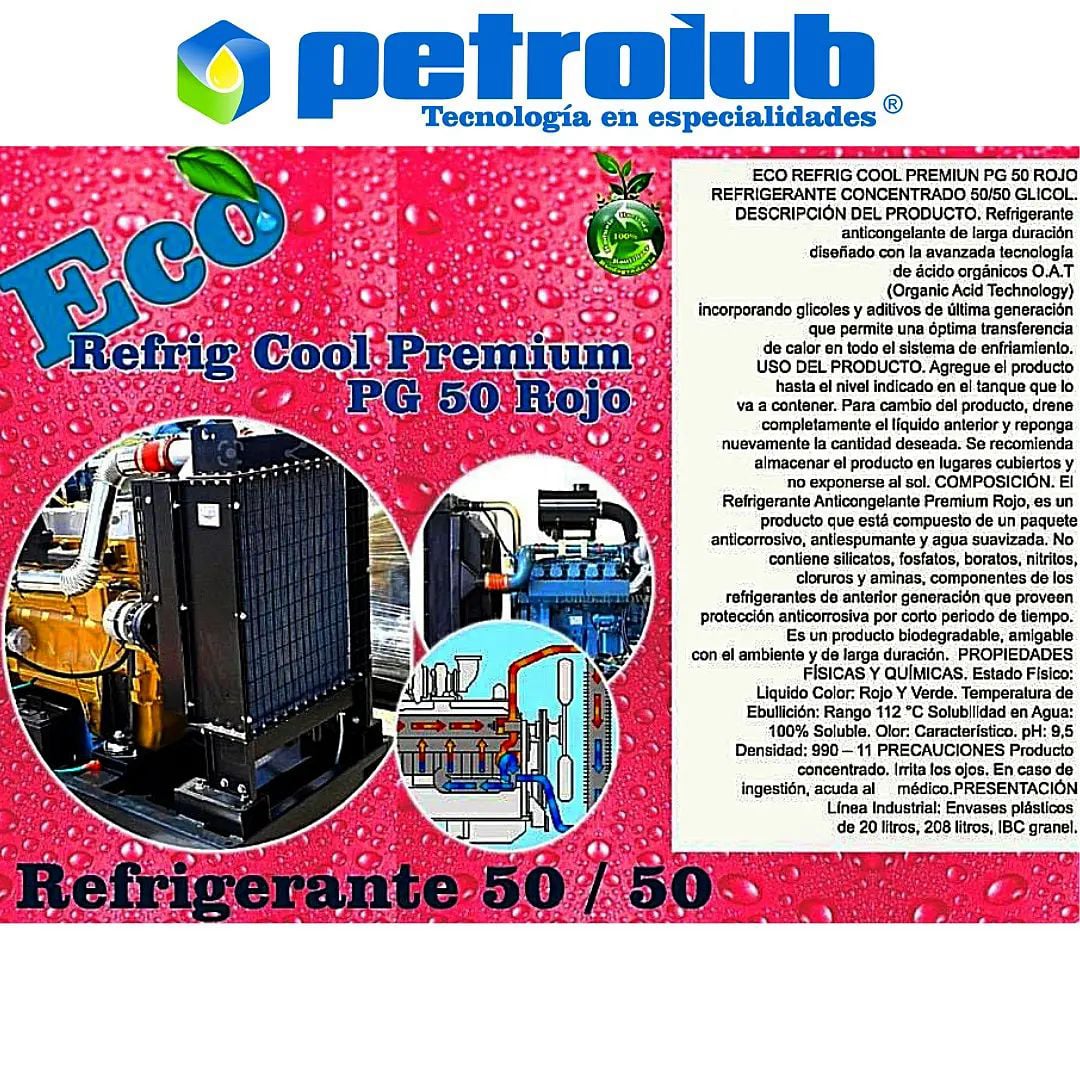 petrolub
Tecnología en especialidades ®
Eco
Refrig Cool Premium
PG 50 Rojo
100%
ECO REFRIG COOL PREMIUN PG 50 ROJO
REFRIGERANTE CONCENTRADO 50/50 GLICOL.
DESCRIPCIÓN DEL PRODUCTO. Refrigerante
anticongelante de larga duración
diseñado con la avanzada tecnología
de ácido orgánicos O.A.T
(Organic Acid Technology)
incorporando glicoles y aditivos de última generación
que permite una óptima transferencia
de calor en todo el sistema de enfriamiento.
USO DEL PRODUCTO. Agregue el producto
hasta el nivel indicado en el tanque que lo
va a contener. Para cambio del producto, drene
completamente el líquido anterior y reponga
nuevamente la cantidad deseada. Se recomienda
almacenar el producto en lugares cubiertos y
no exponerse al sol. COMPOSICIÓN. El
Refrigerante Anticongelante Premium Rojo, es un
producto que está compuesto de un paquete
anticorrosivo, antiespumante y agua suavizada. No
contiene silicatos, fosfatos, boratos, nitritos,
cloruros y aminas, componentes de los
refrigerantes de anterior generación que proveen
protección anticorrosiva por corto periodo de tiempo.
Es un producto biodegradable, amigable
con el ambiente y de larga duración. PROPIEDADES
FÍSICAS Y QUÍMICAS. Estado Físico:
Liquido Color: Rojo Y Verde. Temperatura de
Ebullición: Rango 112 °C Solubilidad en Agua:
100% Soluble. Olor: Característico. pH: 9,5
Densidad: 990 – 11 PRECAUCIONES Producto
concentrado. Irrita los ojos. En caso de
ingestión, acuda al médico.PRESENTACIÓN
Línea Industrial: Envases plásticos
de 20 litros, 208 litros, IBC granel.
Refrigerante 50 / 50